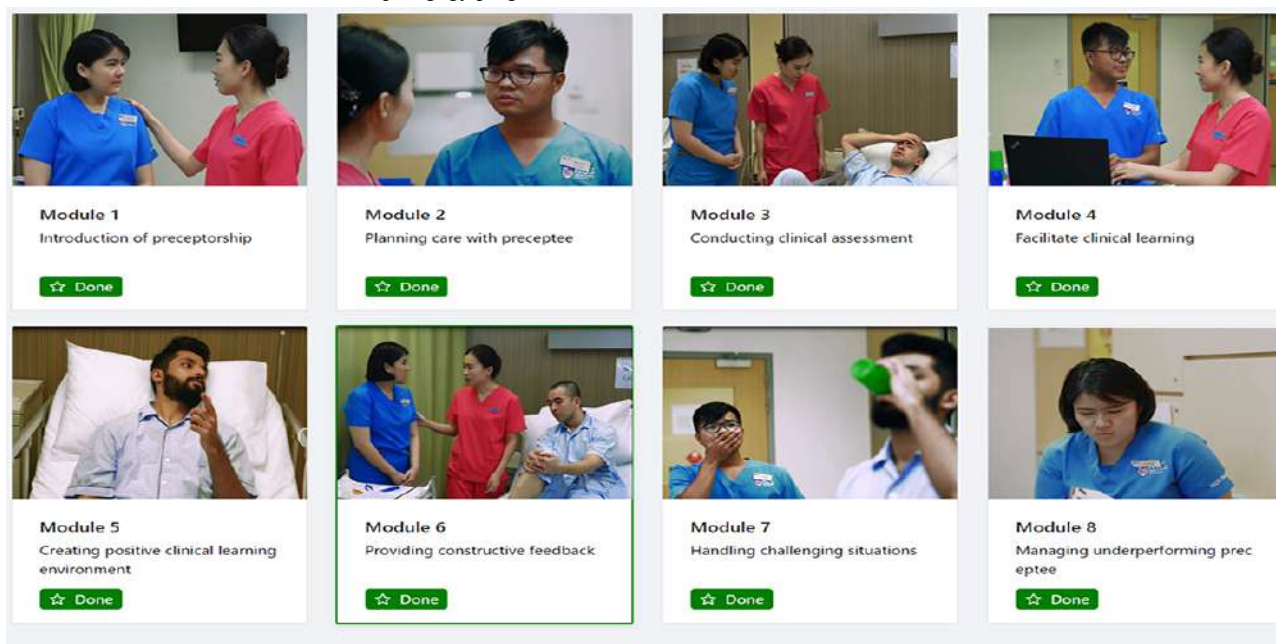 Module 1
Introduction of preceptorship
Done
Module 2
Planning care with preceptee
Done
Module 3
Conducting clinical assessment
Done
Module 4
Facilitate clinical learning
Done
Module 5
Creating positive clinical learning
environment
Done
Module 6
Providing constructive feedback
Done
Module 7
Handling challenging situations
Done
Module 8
Managing underperforming prec
eptee
Done